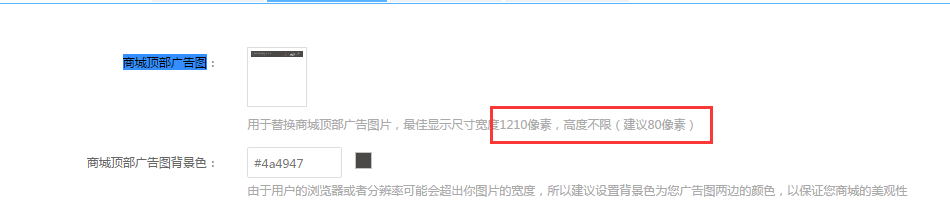 商城顶部广告图：
用于替换商城顶部广告图片，最佳显示尺寸宽度1210像素，高度不限（建议80像素）
商城顶部广告图背景色： #4a4947
由于用户的浏览器或者分辨率可能会超出你图片的宽度，所以建议设置背景色为您广告图两边的颜色，以保证您商城的美观性